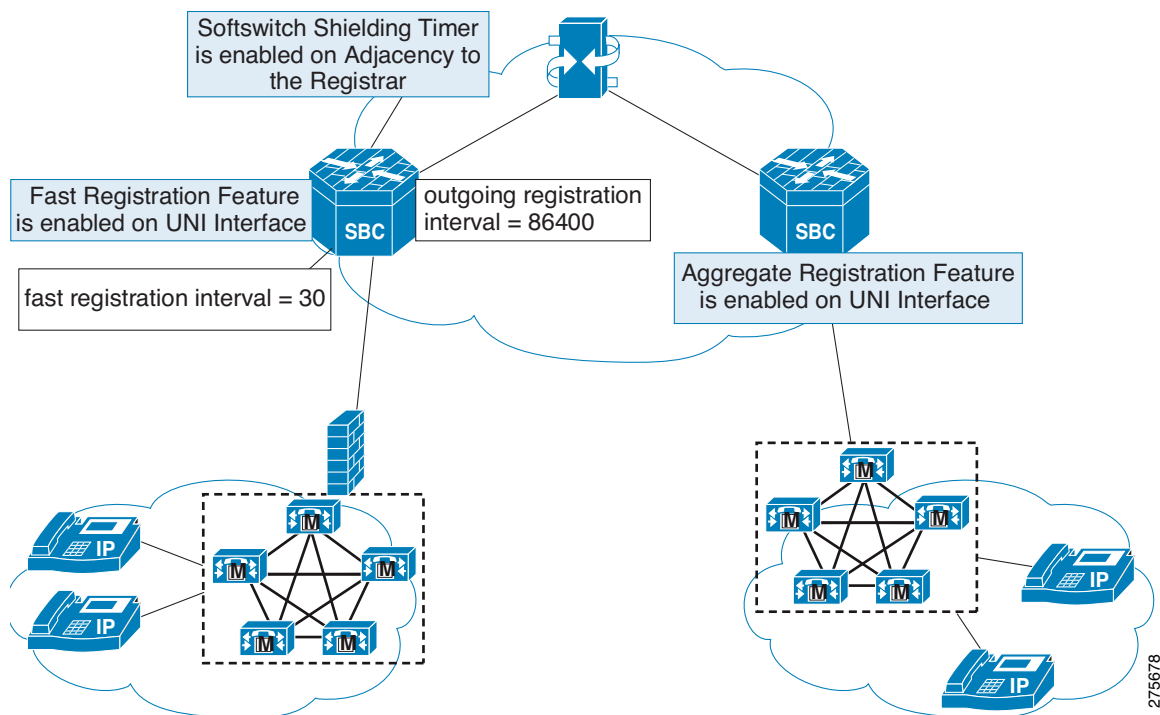 Softswitch Shielding Timer
is enabled on Adjacency to
the Registrar
Fast Registration Feature
is enabled on UNI Interface
SBC
outgoing registration
interval = 86400
SBC
fast registration interval = 30
Aggregate Registration Feature
is enabled on UNI Interface
M
M
M
M
M
IP
IP
M
M
M
M
M
IP
IP
275678